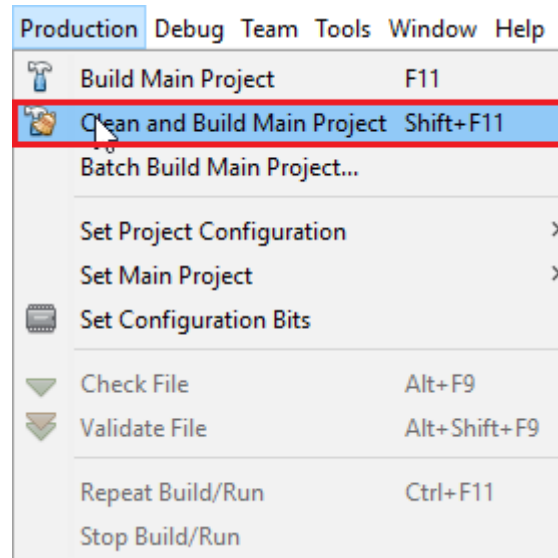 Production Debug Team Tools Window Help
Build Main Project F11
Clean and Build Main Project Shift+F11
Batch Build Main Project...
Set Project Configuration
Set Main Project
Set Configuration Bits
Check File Alt+F9
Validate File Alt+Shift+F9
Repeat Build/Run Ctrl+F11
Stop Build/Run